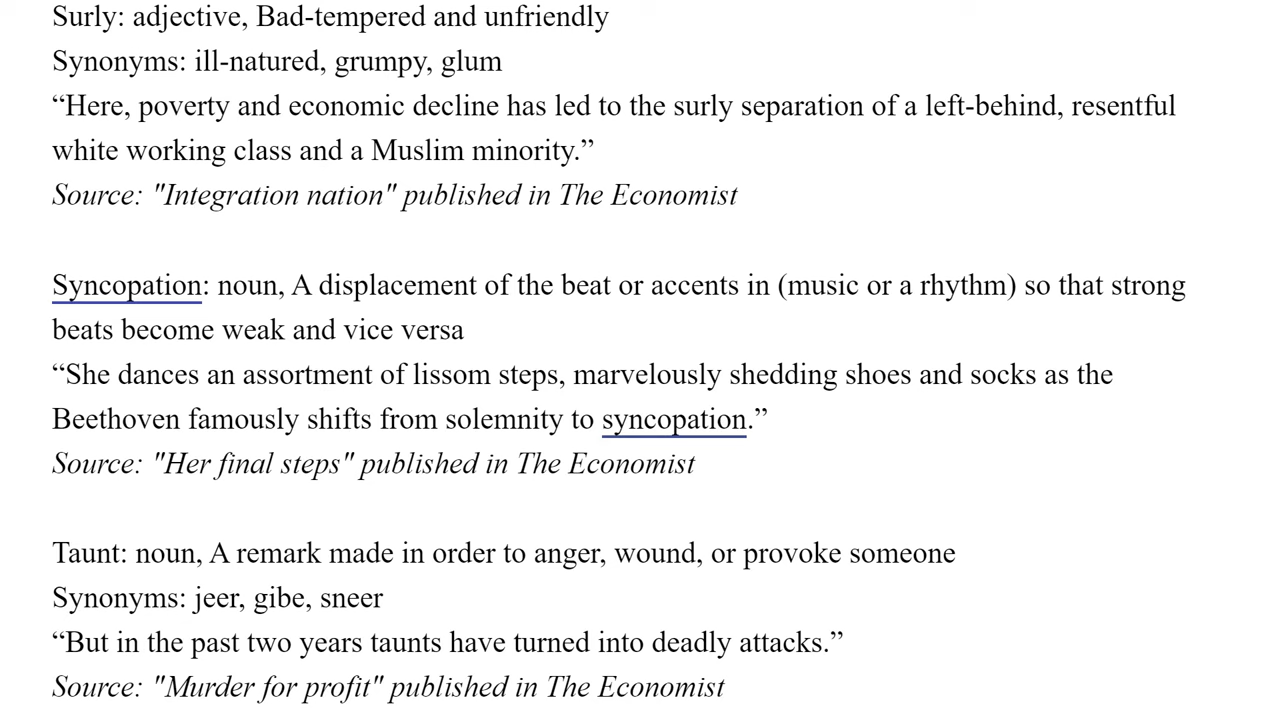 Surly: adjective, Bad-tempered and unfriendly
Synonyms: ill-natured, grumpy, glum
“Here, poverty and economic decline has led to the surly separation of a left-behind, resentful
white working class and a Muslim minority.”
Source: "Integration nation" published in The Economist
Syncopation: noun, A displacement of the beat or accents in (music or a rhythm) so that strong
beats become weak and vice versa
“She dances an assortment of lissom steps, marvelously shedding shoes and socks as the
Beethoven famously shifts from solemnity to syncopation.”
Source: "Her final steps" published in The Economist
Taunt: noun, A remark made in order to anger, wound, or provoke someone
Synonyms: jeer, gibe, sneer
“But in the past two years taunts have turned into deadly attacks.”
Source: "Murder for profit" published in The Economist